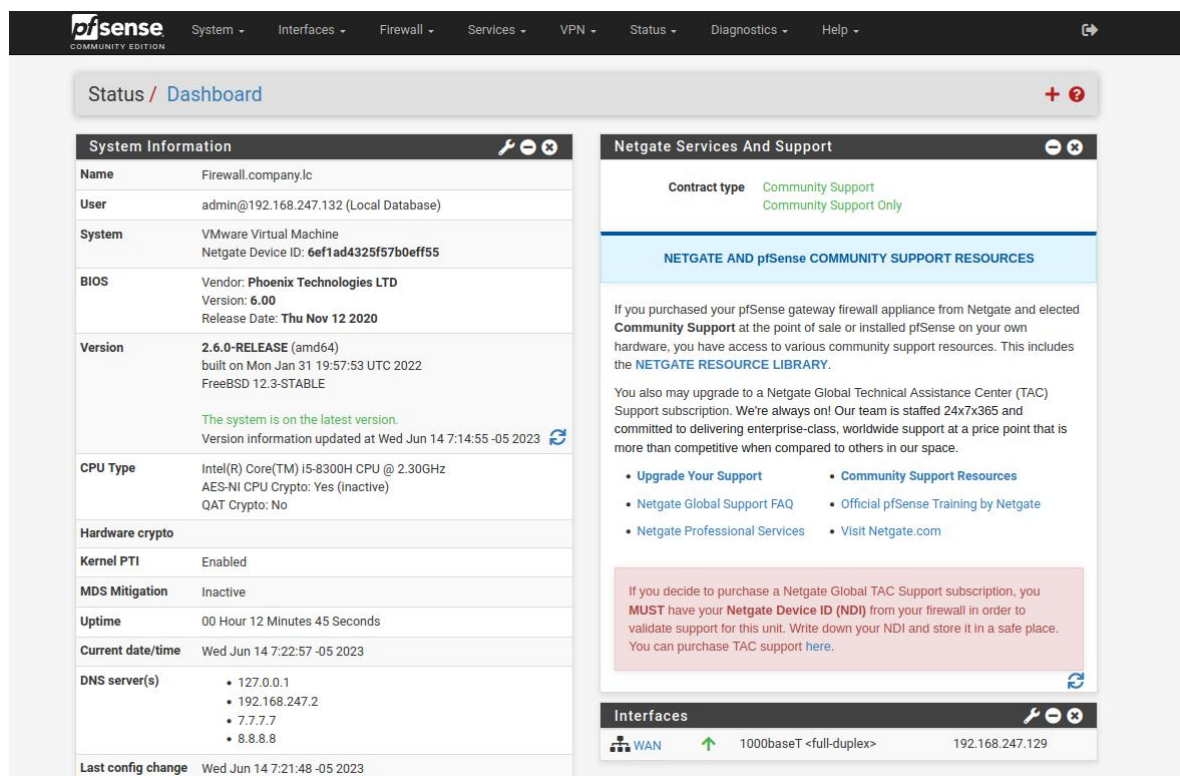 pfsense
COMMUNITY EDITION
System
Interfaces
Firewall
Services
VPN
Status
Diagnostics
Help
Status / Dashboard
System Information
Name Firewall.company.lc
User admin@192.168.247.132 (Local Database)
System VMware Virtual Machine
Netgate Device ID: 6ef1ad4325f57b0eff55
BIOS Vendor: Phoenix Technologies LTD
Version: 6.00
Release Date: Thu Nov 12 2020
Version 2.6.0-RELEASE (amd64)
built on Mon Jan 31 19:57:53 UTC 2022
FreeBSD 12.3-STABLE
The system is on the latest version.
Version information updated at Wed Jun 14 7:14:55 -05 2023
CPU Type Intel(R) Core(TM) i5-8300H CPU @ 2.30GHz
AES-NI CPU Crypto: Yes (inactive)
QAT Crypto: No
Hardware crypto
Kernel PTI Enabled
MDS Mitigation Inactive
Uptime 00 Hour 12 Minutes 45 Seconds
Current date/time Wed Jun 14 7:22:57 -05 2023
DNS server(s) • 127.0.0.1
• 192.168.247.2
• 7.7.7.7
• 8.8.8.8
Last config change Wed Jun 14 7:21:48 -05 2023
Netgate Services And Support
Contract type Community Support
Community Support Only
NETGATE AND pfSense COMMUNITY SUPPORT RESOURCES
If you purchased your pfSense gateway firewall appliance from Netgate and elected
Community Support at the point of sale or installed pfSense on your own
hardware, you have access to various community support resources. This includes
the NETGATE RESOURCE LIBRARY.
You also may upgrade to a Netgate Global Technical Assistance Center (TAC)
Support subscription. We're always on! Our team is staffed 24x7x365 and
committed to delivering enterprise-class, worldwide support at a price point that is
more than competitive when compared to others in our space.
• Upgrade Your Support • Community Support Resources
• Netgate Global Support FAQ • Official pfSense Training by Netgate
• Netgate Professional Services • Visit Netgate.com
If you decide to purchase a Netgate Global TAC Support subscription, you
MUST have your Netgate Device ID (NDI) from your firewall in order to
validate support for this unit. Write down your NDI and store it in a safe place.
You can purchase TAC support here.
Interfaces
WAN 1000baseT <full-duplex> 192.168.247.129